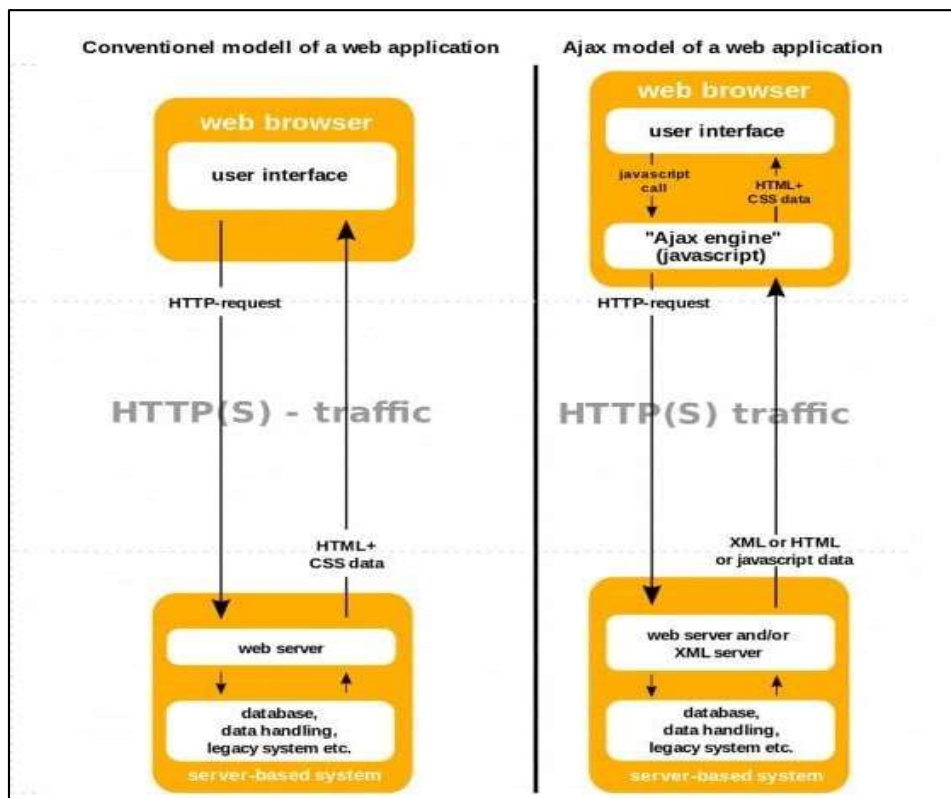 Conventionel modell of a web application
web browser
user interface
HTTP-request
HTTP(S) - traffic
HTML+
CSS data
web server
database,
data handling,
legacy system etc.
server-based system
Ajax model of a web application
web browser
user interface
javascript
call
HTML+
CSS data
"Ajax engine"
(javascript)
HTTP-request
HTTP(S) traffic
XML or HTML
or javascript data
web server and/or
XML server
database,
data handling,
legacy system etc.
server-based system